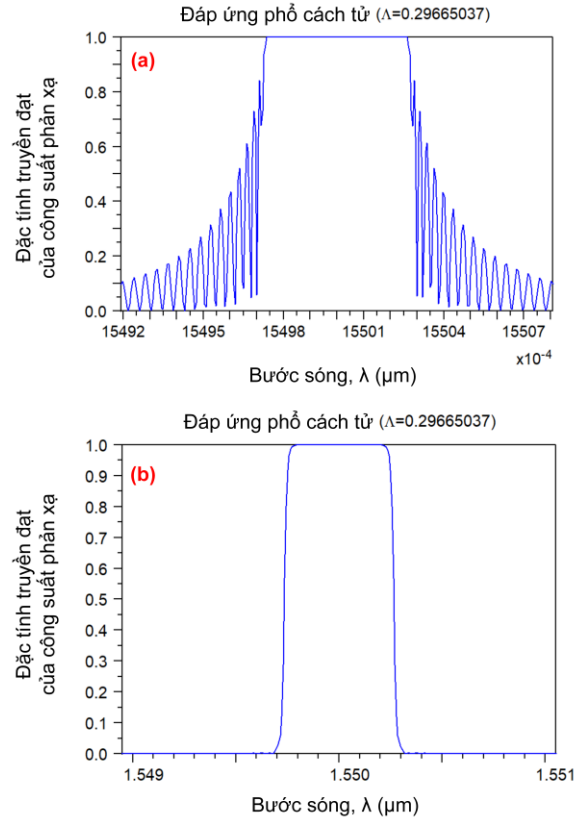 Đáp ứng phổ cách tử (Λ=0.29665037)
(a)
Đặc tính truyền đạt
của công suất phản xạ
1.0
0.8
0.6
0.4
0.2
0.0
15492 15495 15498 15501 15504 15507
x10⁻⁴
Bước sóng, λ (µm)
Đáp ứng phổ cách tử (Λ=0.29665037)
(b)
Đặc tính truyền đạt
của công suất phản xạ
1.0
0.9
0.8
0.7
0.6
0.5
0.4
0.3
0.2
0.1
0.0
1.549 1.550 1.551
Bước sóng, λ (µm)